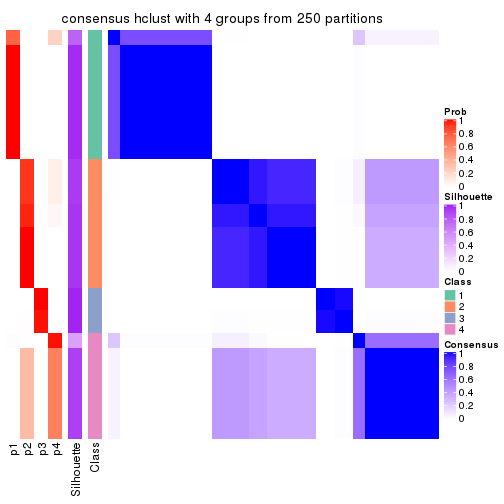 consensus hclust with 4 groups from 250 partitions
Prob
1
0.8
0.6
0.4
0.2
0
Silhouette
1
0.8
0.6
0.4
0.2
0
Class
1
2
3
4
Consensus
1
0.8
0.6
0.4
0.2
0
p1
p2
p3
p4
Silhouette
Class